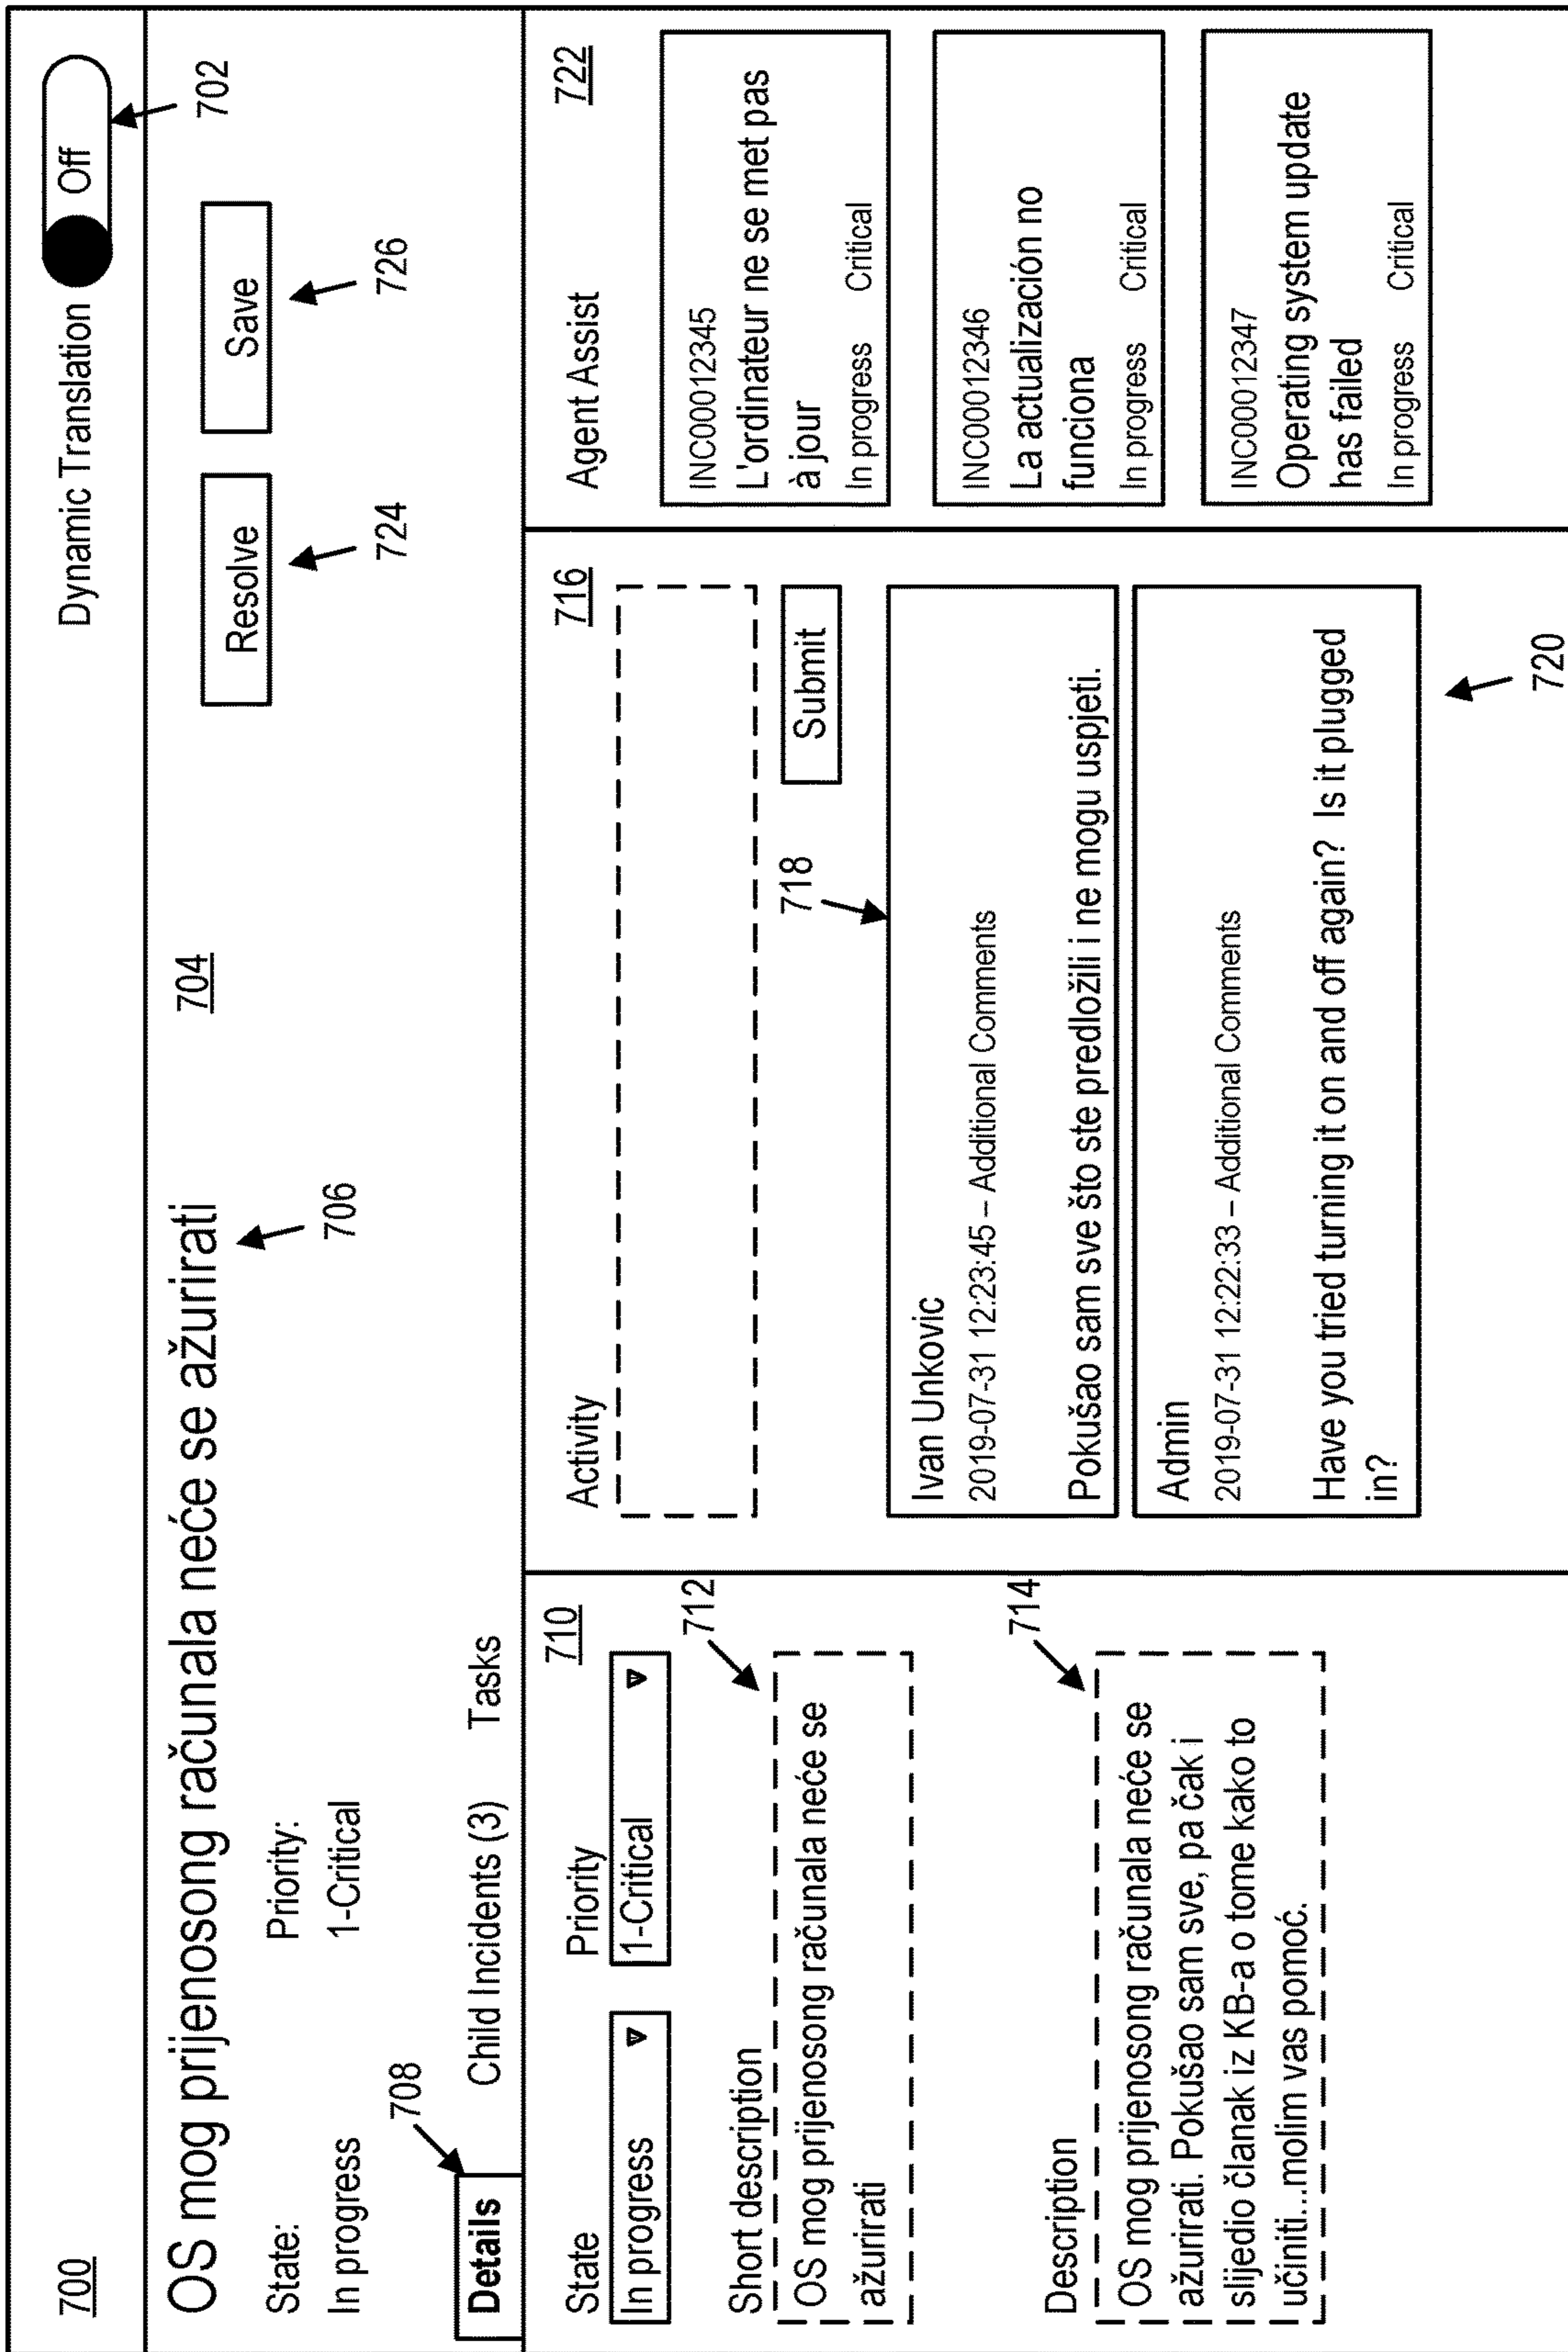 700
Dynamic Translation Off
702
OS mog prijenosong računala neće se ažurirati
704
706
Resolve
724
Save
726
State:
In progress
Priority:
1-Critical
708
Details Child Incidents (3) Tasks
710
State
In progress
Priority
1-Critical
Short description
712
OS mog prijenosong računala neće se
ažurirati
Description
714
OS mog prijenosong računala neće se
ažurirati. Pokušao sam sve, pa čak i
slijedio članak iz KB-a o tome kako to
učiniti...molim vas pomoć.
Activity
716
Submit
718
Ivan Unkovic
2019-07-31 12:23:45 – Additional Comments
Pokušao sam sve što ste predložili i ne mogu uspjeti.
Admin
2019-07-31 12:22:33 – Additional Comments
Have you tried turning it on and off again? Is it plugged
in?
720
Agent Assist
722
INC00012345
L'ordinateur ne se met pas
à jour
In progress Critical
INC00012346
La actualización no
funciona
In progress Critical
INC00012347
Operating system update
has failed
In progress Critical